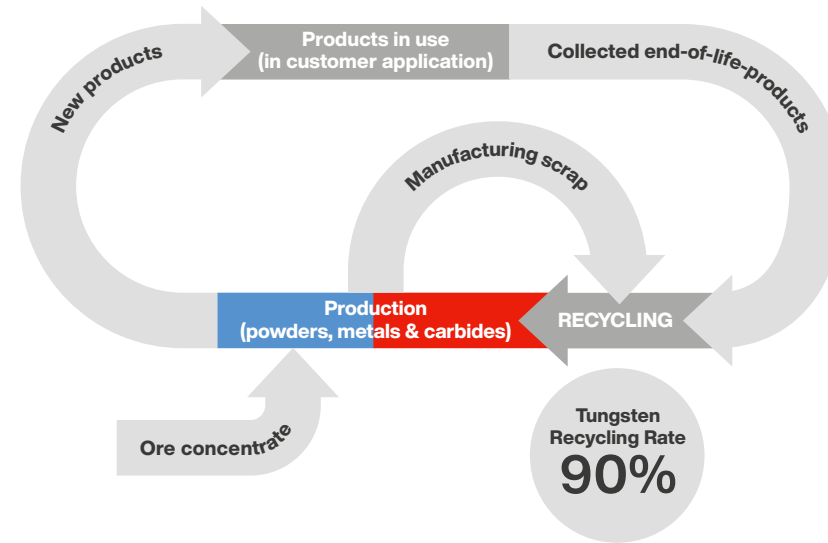 New products
Products in use
(in customer application)
Collected end-of-life-products
Manufacturing scrap
Production
(powders, metals & carbides)
RECYCLING
Ore concentrate
Tungsten
Recycling Rate
90%